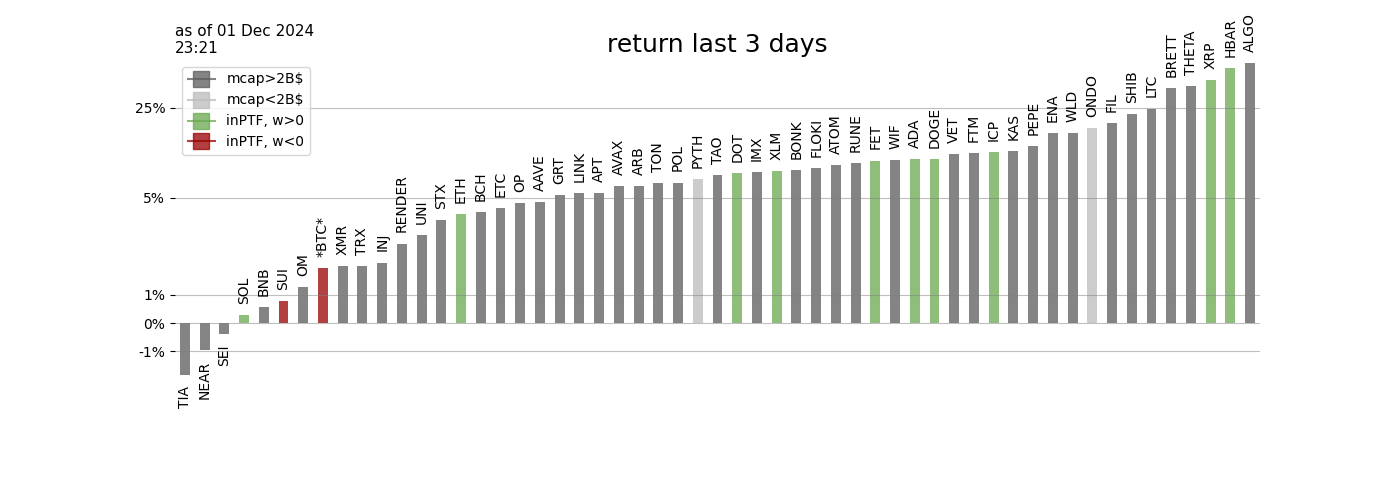 as of 01 Dec 2024
23:21
return last 3 days
mcap>2B$
mcap<2B$
inPTF, w>0
inPTF, w<0
25%
5%
1%
0%
-1%
TIA
NEAR
SEI
SOL
BNB
SUI
OM
*BTC*
XMR
TRX
INJ
RENDER
UNI
STX
ETH
BCH
ETC
OP
AAVE
GRT
LINK
APT
AVAX
ARB
TON
POL
PYTH
TAO
DOT
IMX
XLM
BONK
FLOKI
ATOM
RUNE
FET
WIF
ADA
DOGE
VET
FTM
ICP
KAS
PEPE
ENA
WLD
ONDO
FIL
SHIB
LTC
BRETT
THETA
XRP
HBAR
ALGO